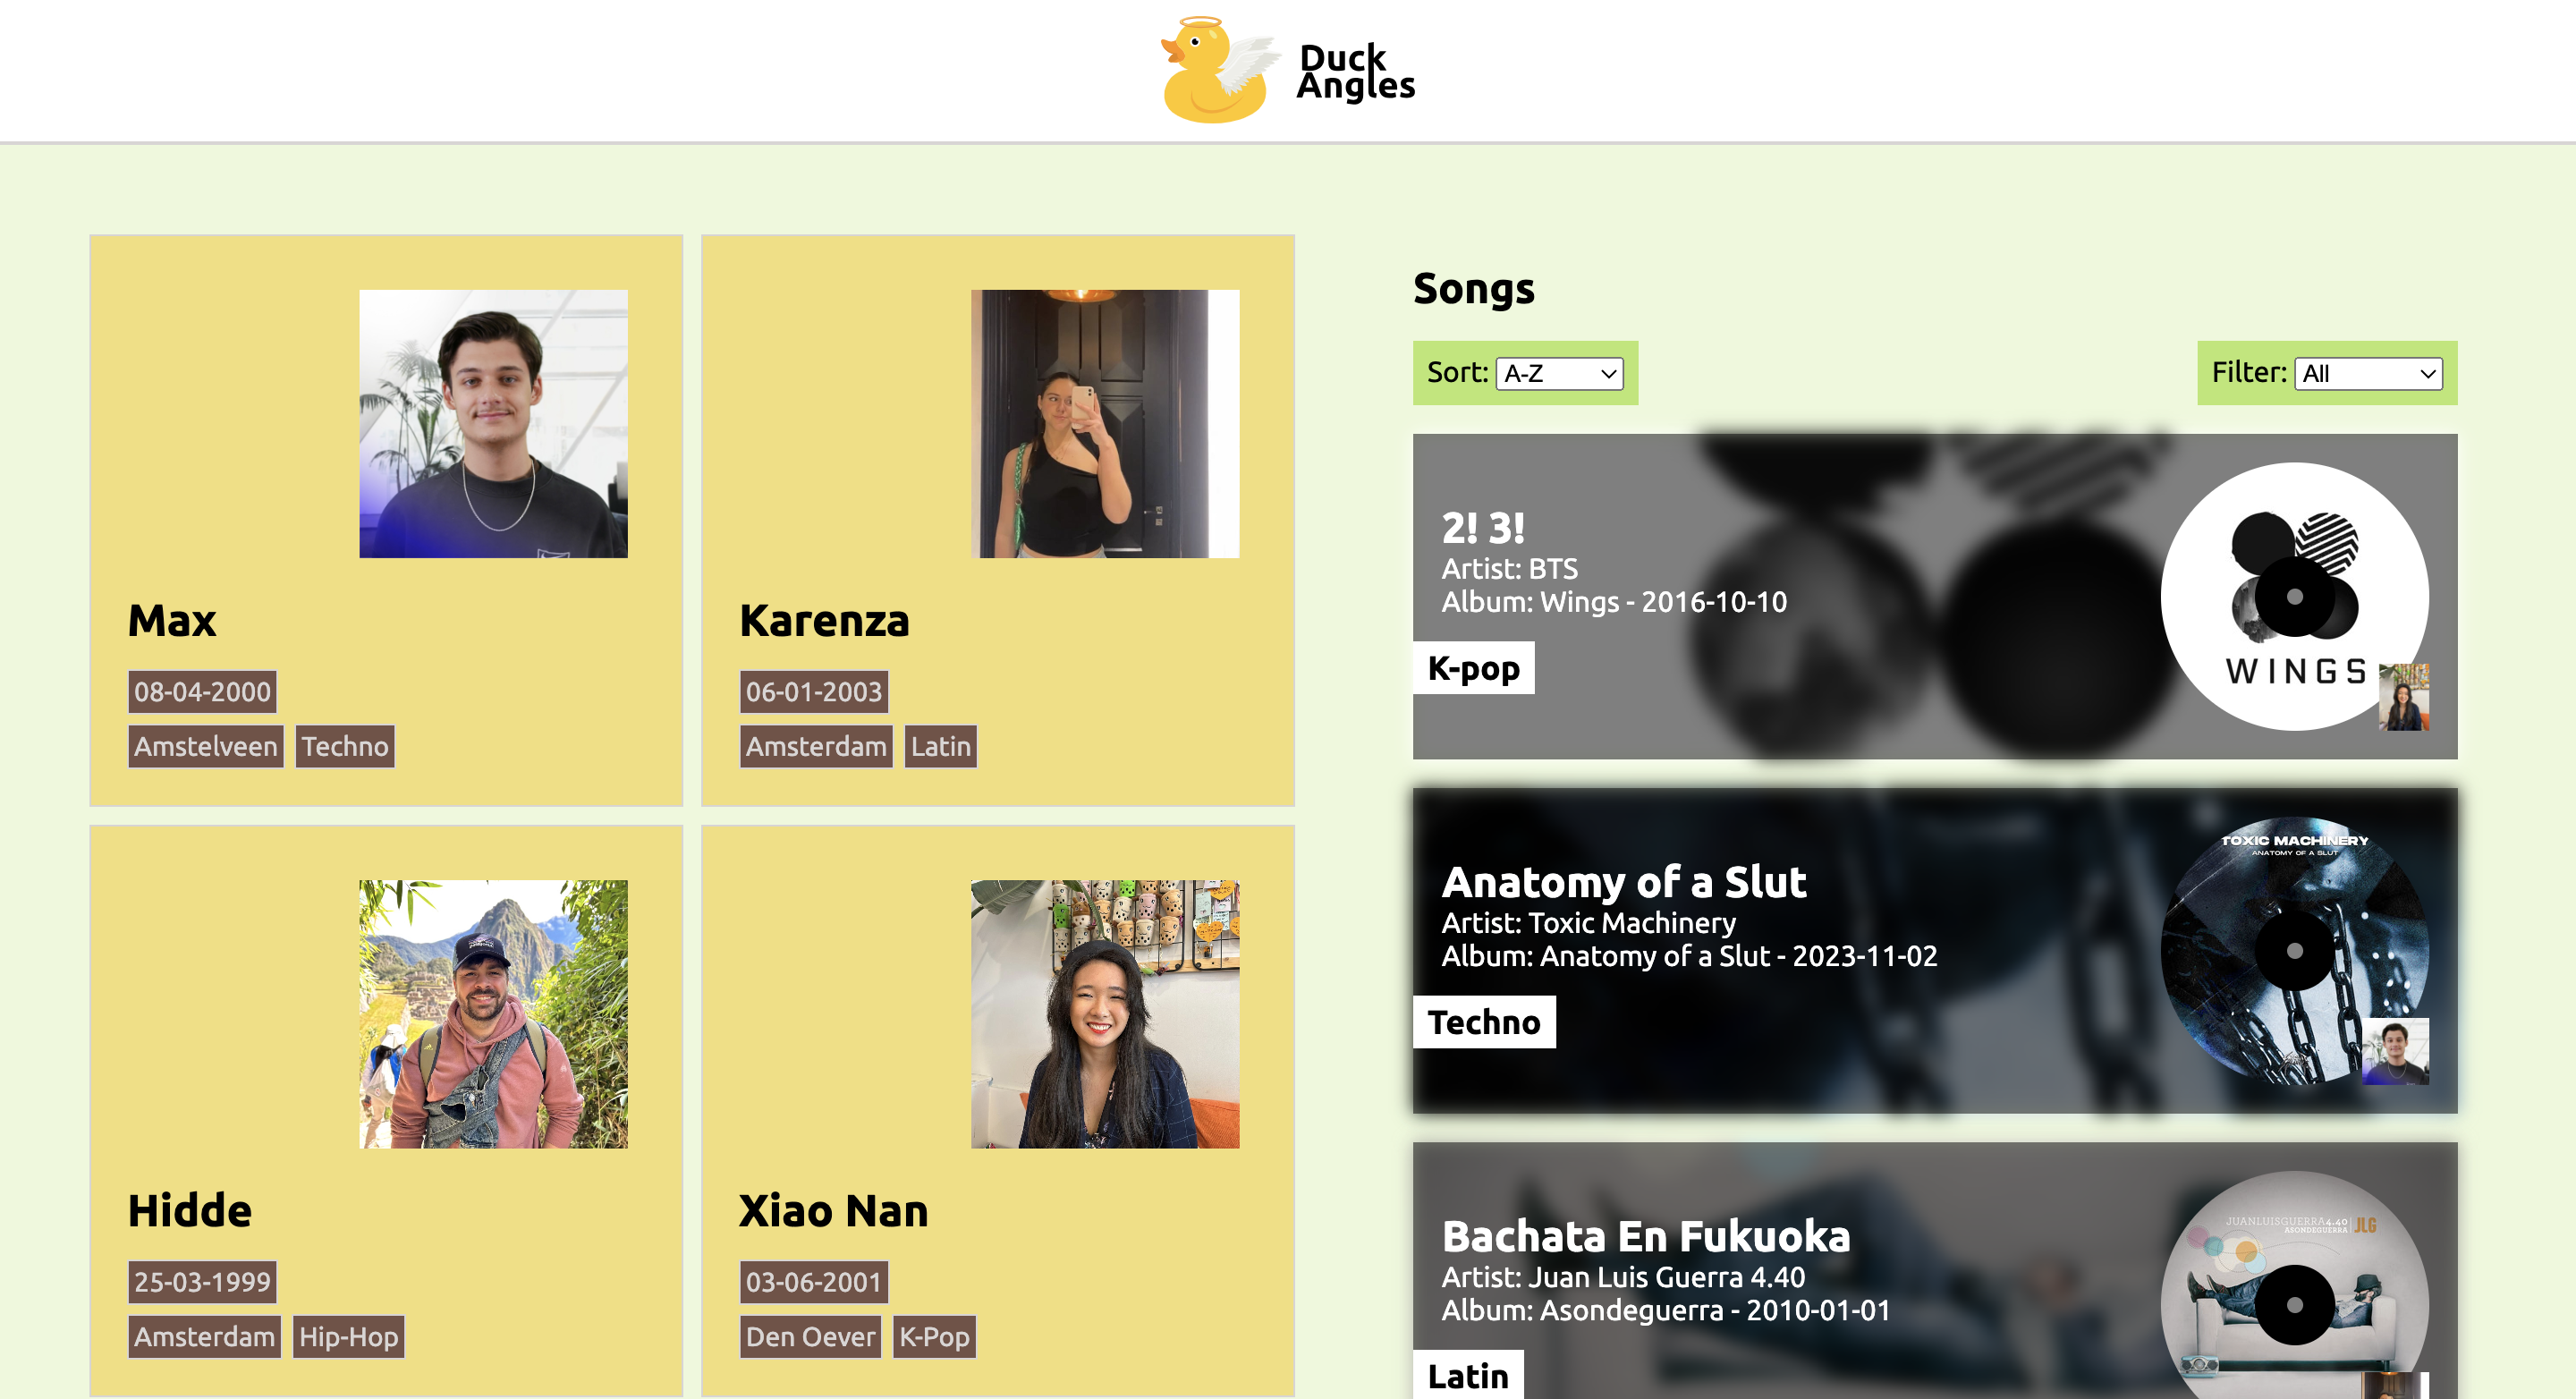 Duck
Angles
Max
08-04-2000
Amstelveen Techno
Karenza
06-01-2003
Amsterdam Latin
Hidde
25-03-1999
Amsterdam Hip-Hop
Xiao Nan
03-06-2001
Den Oever K-Pop
Songs
Sort: A-Z
Filter: All
2! 3!
Artist: BTS
Album: Wings - 2016-10-10
K-pop
WINGS
Anatomy of a Slut
Artist: Toxic Machinery
Album: Anatomy of a Slut - 2023-11-02
Techno
TOXIC MACHINERY
ANATOMY OF A SLUT
Bachata En Fukuoka
Artist: Juan Luis Guerra 4.40
Album: Asondeguerra - 2010-01-01
Latin
JUANLUISGUERRA4.40 JLG
ASONDEGUERRA